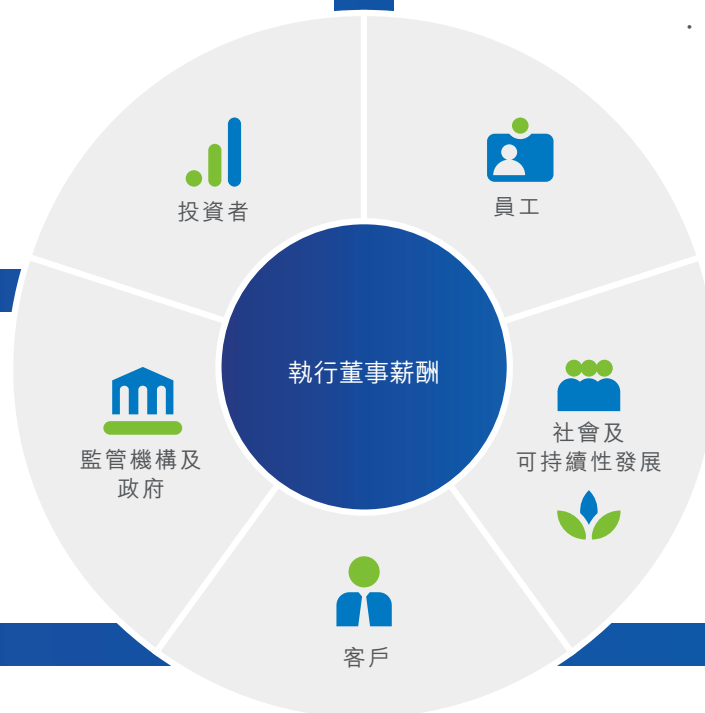 投資者
員工
執行董事薪酬
監管機構及
政府
社會及
可持續性發展
客戶